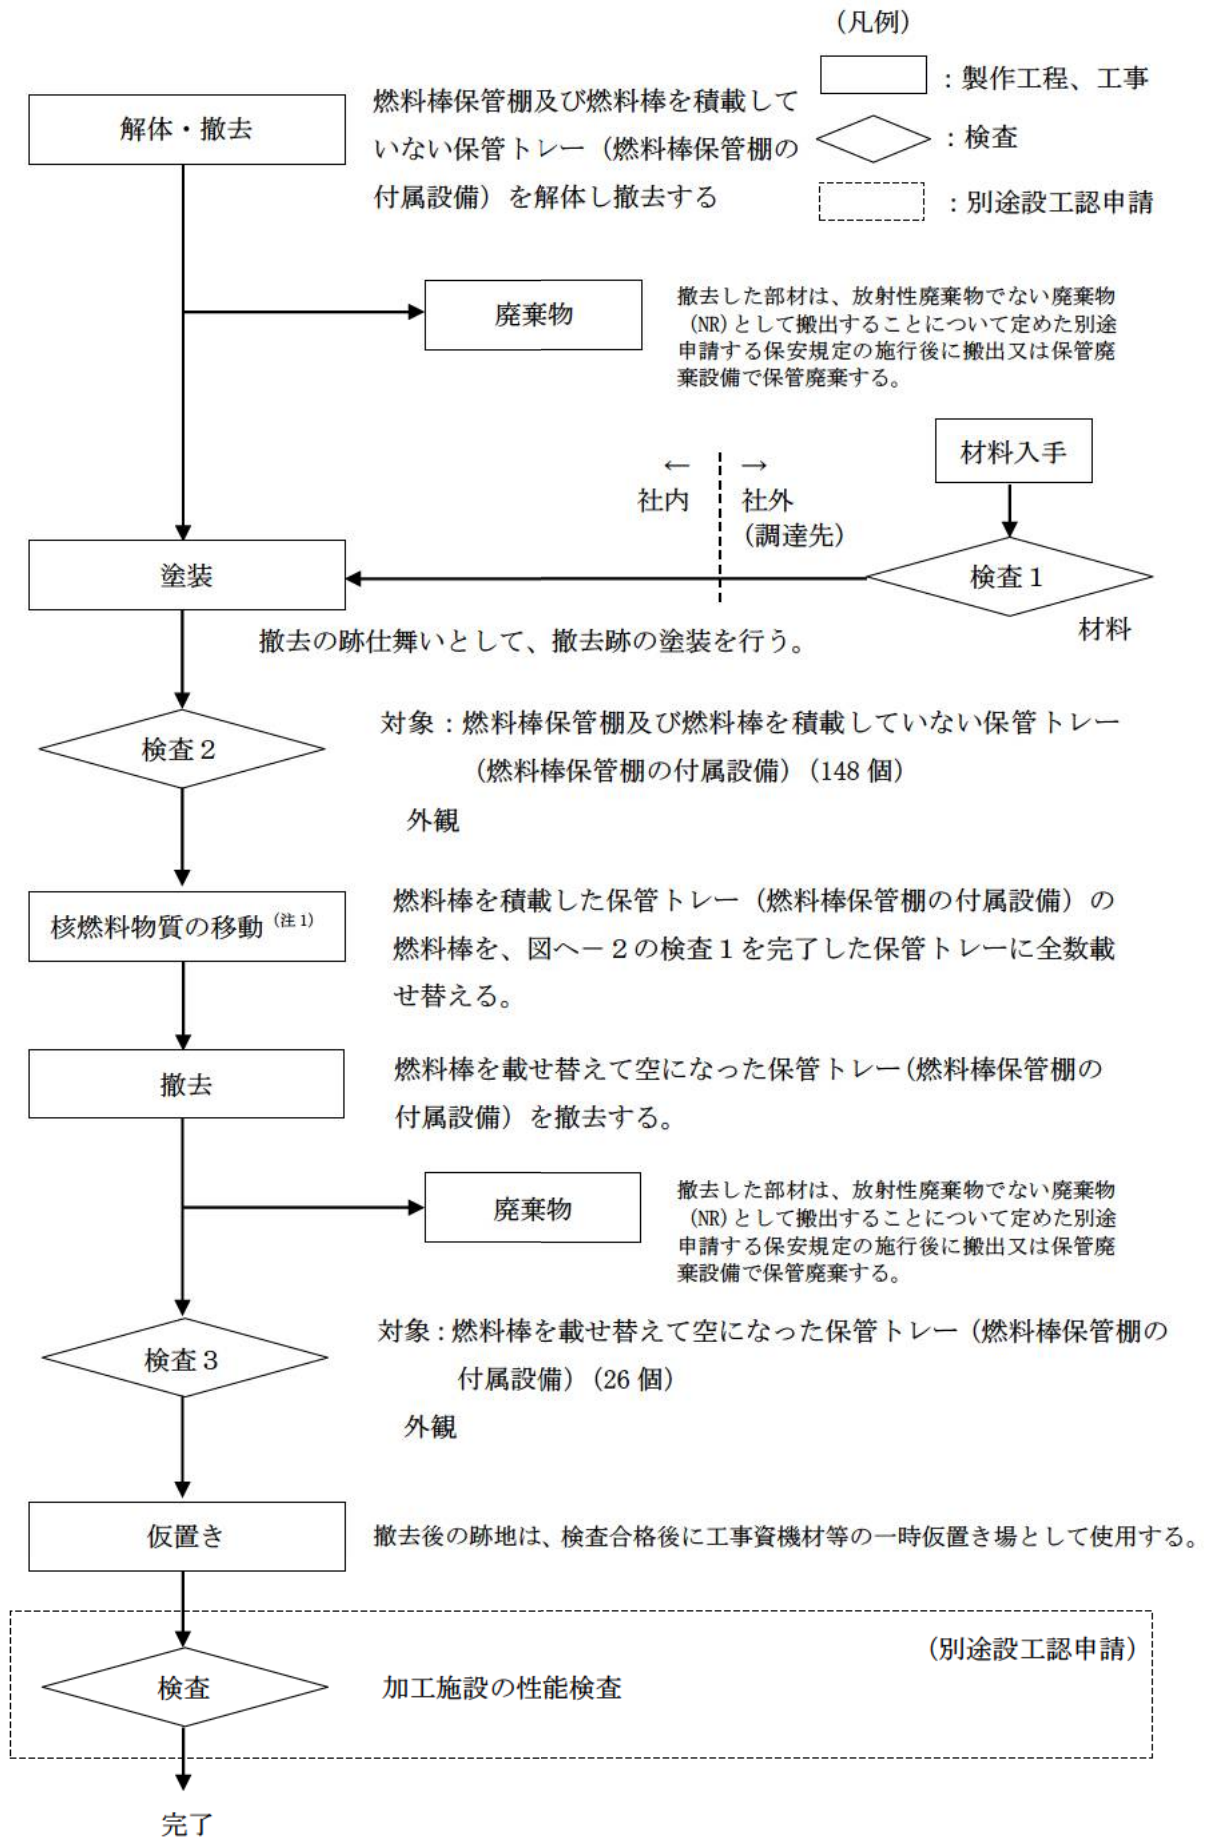 （凡例）
：製作工程、工事
：検査
：別途設工認申請
解体・撤去
燃料棒保管棚及び燃料棒を積載して
いない保管トレー（燃料棒保管棚の
付属設備）を解体し撤去する
廃棄物
撤去した部材は、放射性廃棄物でない廃棄物
（NR）として搬出することについて定めた別途
申請する保安規定の施行後に搬出又は保管廃
棄設備で保管廃棄する。
材料入手
← →
社内 社外
（調達先）
塗装
検査１
材料
撤去の跡仕舞いとして、撤去跡の塗装を行う。
検査２
対象：燃料棒保管棚及び燃料棒を積載していない保管トレー
（燃料棒保管棚の付属設備）（148 個）
外観
核燃料物質の移動（注1）
燃料棒を積載した保管トレー（燃料棒保管棚の付属設備）の
燃料棒を、図へ－２の検査１を完了した保管トレーに全数載
せ替える。
撤去
燃料棒を載せ替えて空になった保管トレー（燃料棒保管棚の
付属設備）を撤去する。
廃棄物
撤去した部材は、放射性廃棄物でない廃棄物
（NR）として搬出することについて定めた別途
申請する保安規定の施行後に搬出又は保管廃
棄設備で保管廃棄する。
検査３
対象：燃料棒を載せ替えて空になった保管トレー（燃料棒保管棚の
付属設備）（26 個）
外観
仮置き
撤去後の跡地は、検査合格後に工事資機材等の一時仮置き場として使用する。
（別途設工認申請）
検査
加工施設の性能検査
完了